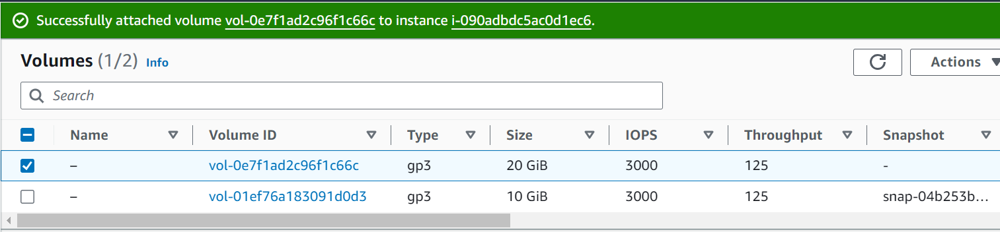 Successfully attached volume vol-0e7f1ad2c96f1c66c to instance i-090adbdc5ac0d1ec6.
Volumes (1/2) Info
Actions
Search
Name Volume ID Type Size IOPS Throughput Snapshot
– vol-0e7f1ad2c96f1c66c gp3 20 GiB 3000 125 -
– vol-01ef76a183091d0d3 gp3 10 GiB 3000 125 snap-04b253b...